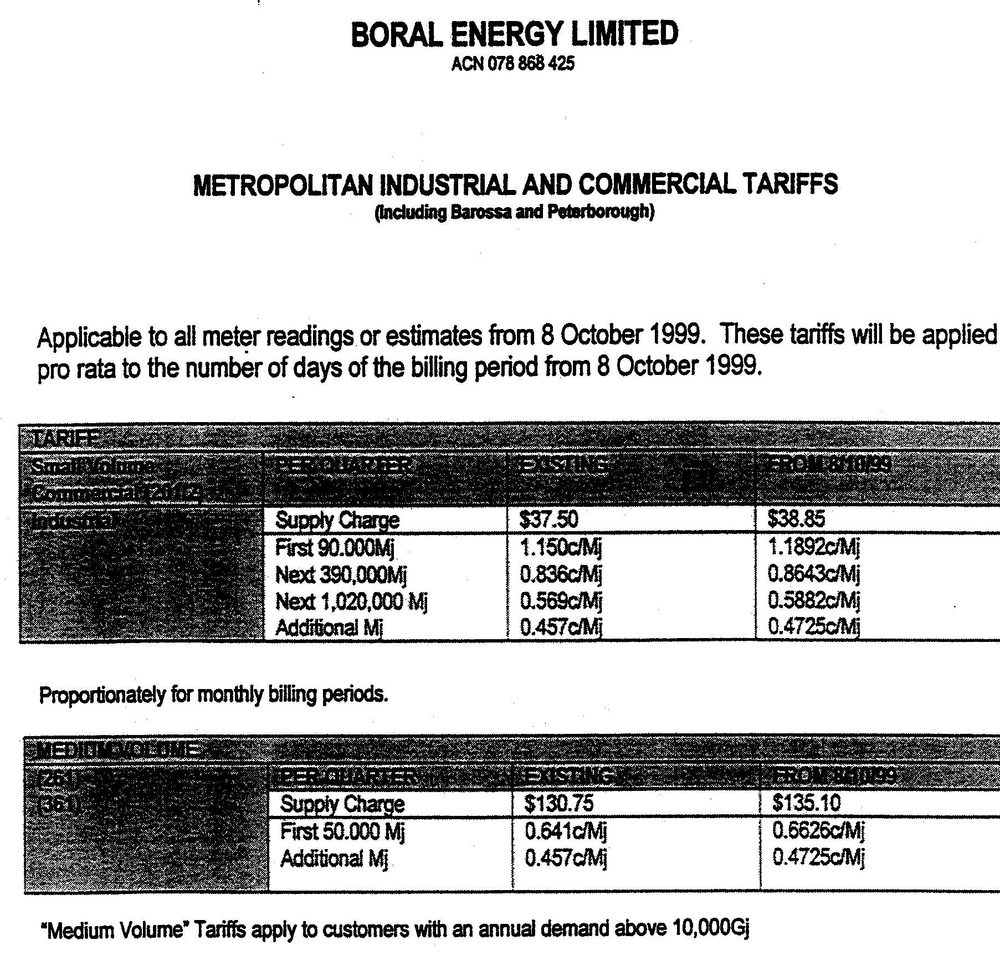 BORAL ENERGY LIMITED
ACN 078 868 425
METROPOLITAN INDUSTRIAL AND COMMERCIAL TARIFFS
(Including Barossa and Peterborough)
Applicable to all meter readings or estimates from 8 October 1999. These tariffs will be applied
pro rata to the number of days of the billing period from 8 October 1999.
TARIFF
Small Volume PER QUARTER EXISTING FROM 8/10/99
Commercial
Industrial Supply Charge $37.50 $38.85
First 90.000Mj 1.150c/Mj 1.1892c/Mj
Next 390,000Mj 0.836c/Mj 0.8643c/Mj
Next 1,020,000 Mj 0.569c/Mj 0.5882c/Mj
Additional Mj 0.457c/Mj 0.4725c/Mj
Proportionately for monthly billing periods.
MEDIUM VOLUME
(261) PER QUARTER EXISTING FROM 8/10/99
(361) Supply Charge $130.75 $135.10
First 50.000 Mj 0.641c/Mj 0.6626c/Mj
Additional Mj 0.457c/Mj 0.4725c/Mj
"Medium Volume" Tariffs apply to customers with an annual demand above 10,000Gj